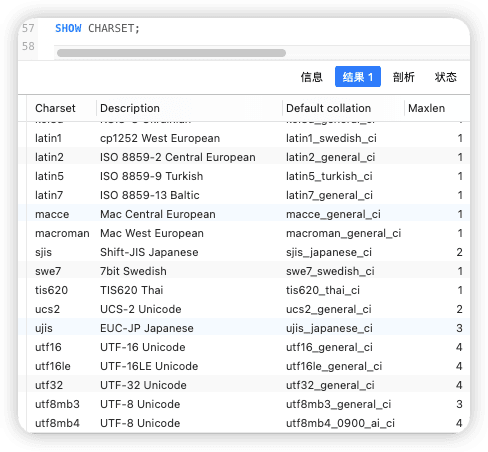 57 SHOW CHARSET;
58
信息 结果 1 剖析 状态
Charset Description Default collation Maxlen
latin1 cp1252 West European latin1_swedish_ci 1
latin2 ISO 8859-2 Central European latin2_general_ci 1
latin5 ISO 8859-9 Turkish latin5_turkish_ci 1
latin7 ISO 8859-13 Baltic latin7_general_ci 1
macce Mac Central European macce_general_ci 1
macroman Mac West European macroman_general_ci 1
sjis Shift-JIS Japanese sjis_japanese_ci 2
swe7 7bit Swedish swe7_swedish_ci 1
tis620 TIS620 Thai tis620_thai_ci 1
ucs2 UCS-2 Unicode ucs2_general_ci 2
ujis EUC-JP Japanese ujis_japanese_ci 3
utf16 UTF-16 Unicode utf16_general_ci 4
utf16le UTF-16LE Unicode utf16le_general_ci 4
utf32 UTF-32 Unicode utf32_general_ci 4
utf8mb3 UTF-8 Unicode utf8mb3_general_ci 3
utf8mb4 UTF-8 Unicode utf8mb4_0900_ai_ci 4